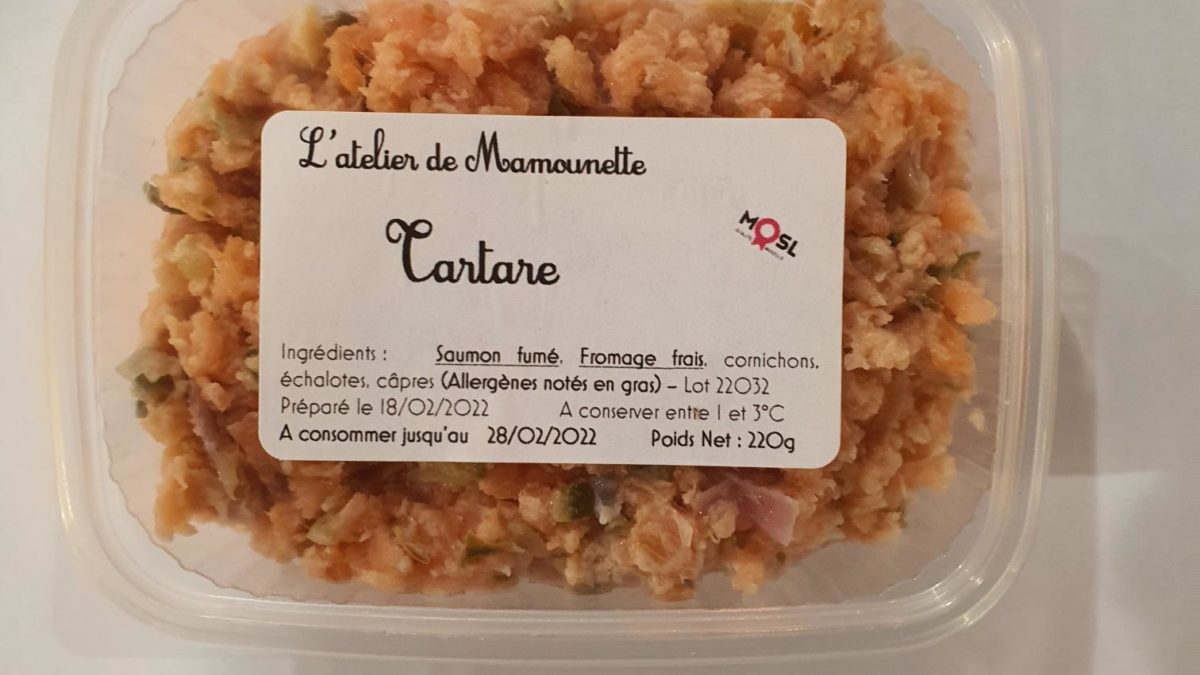 L'atelier de Mamounette
Tartare
MOSL
Ingrédients : Saumon fumé, Fromage frais, cornichons,
échalotes, câpres (Allergènes notés en gras) – Lot 22032
Préparé le 18/02/2022 A conserver entre 1 et 3°C
A consommer jusqu'au 28/02/2022 Poids Net : 220g